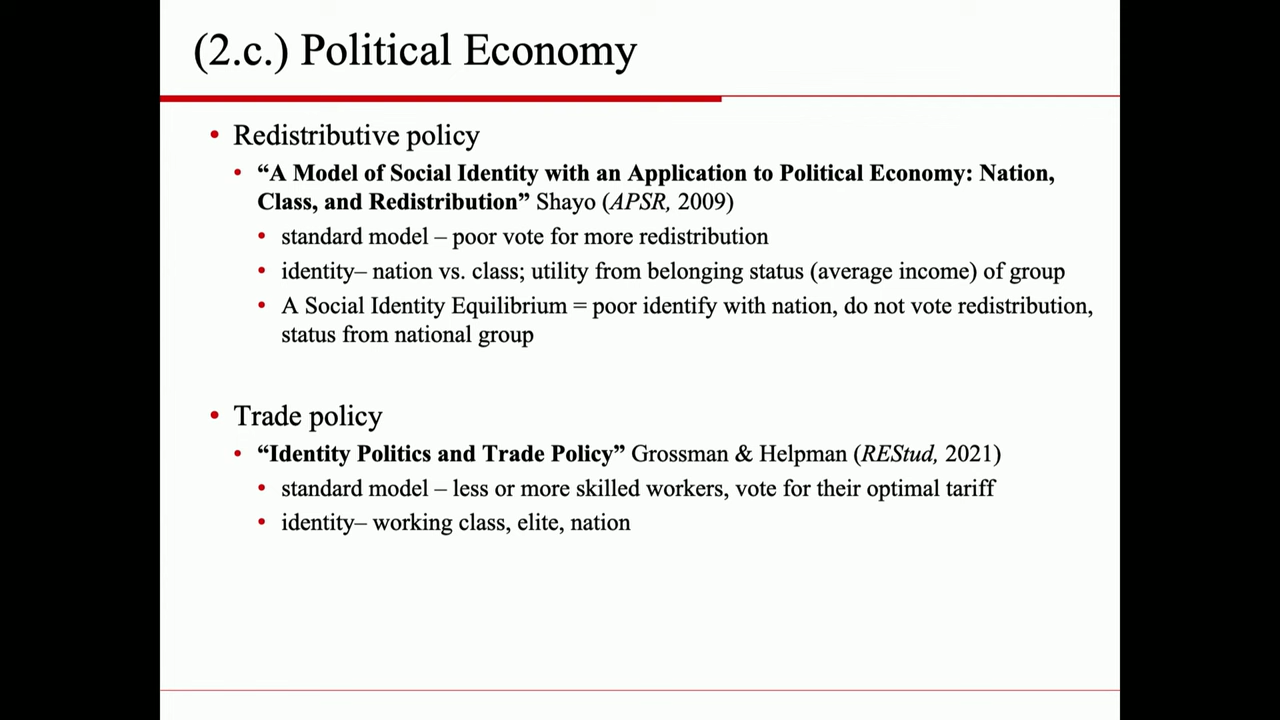 (2.c.) Political Economy
• Redistributive policy
• “A Model of Social Identity with an Application to Political Economy: Nation,
Class, and Redistribution” Shayo (APSR, 2009)
• standard model – poor vote for more redistribution
• identity– nation vs. class; utility from belonging status (average income) of group
• A Social Identity Equilibrium = poor identify with nation, do not vote redistribution,
status from national group
• Trade policy
• “Identity Politics and Trade Policy” Grossman & Helpman (REStud, 2021)
• standard model – less or more skilled workers, vote for their optimal tariff
• identity– working class, elite, nation